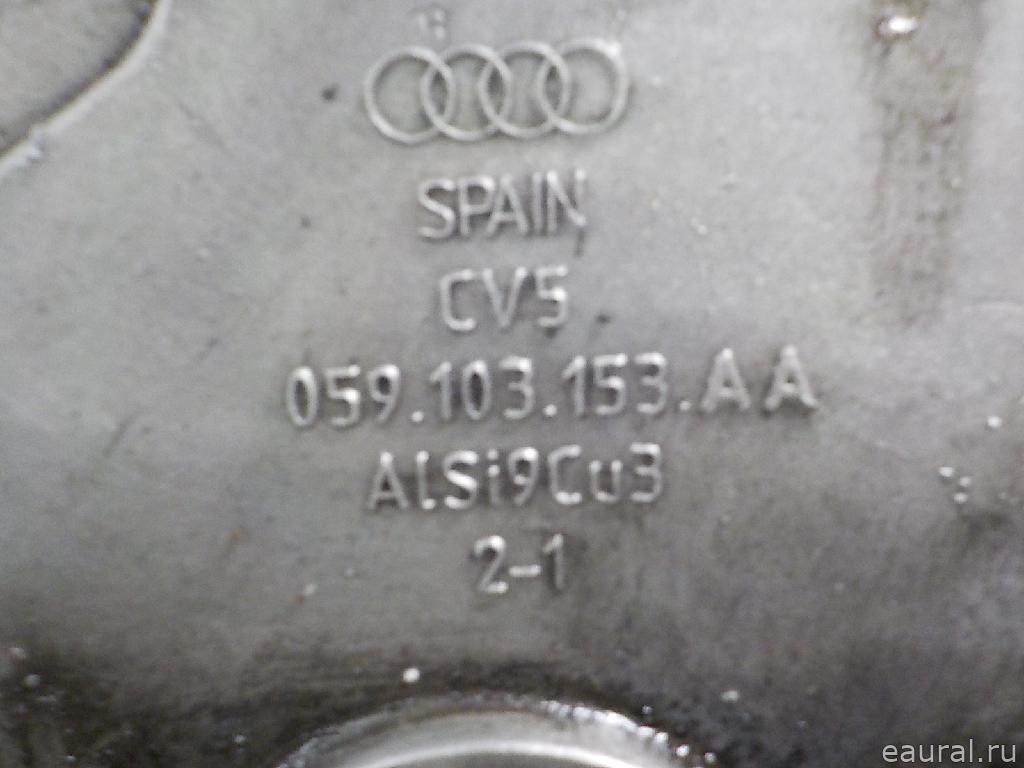 SPAIN
CV5
059.103.153.AA
AlSi9Cu3
2-1
eaural.ru